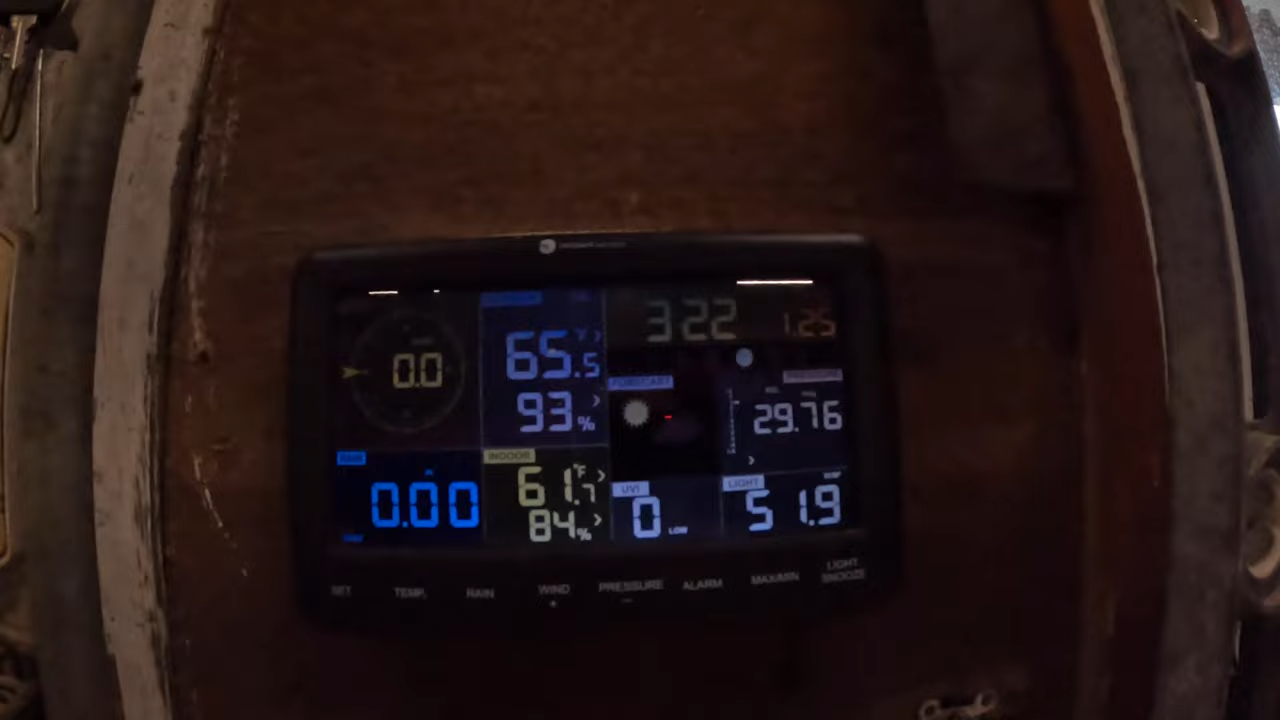 3:22 1.25
0.0
65.5 °F
93 %
FORECAST
PRESSURE
29.76
RAIN
0.00
INDOOR
61.7 °F
84 %
UVI
0 LOW
LIGHT
51.9
SET TEMP. RAIN WIND PRESSURE ALARM MAX/MIN LIGHT
SNOOZE
+ −